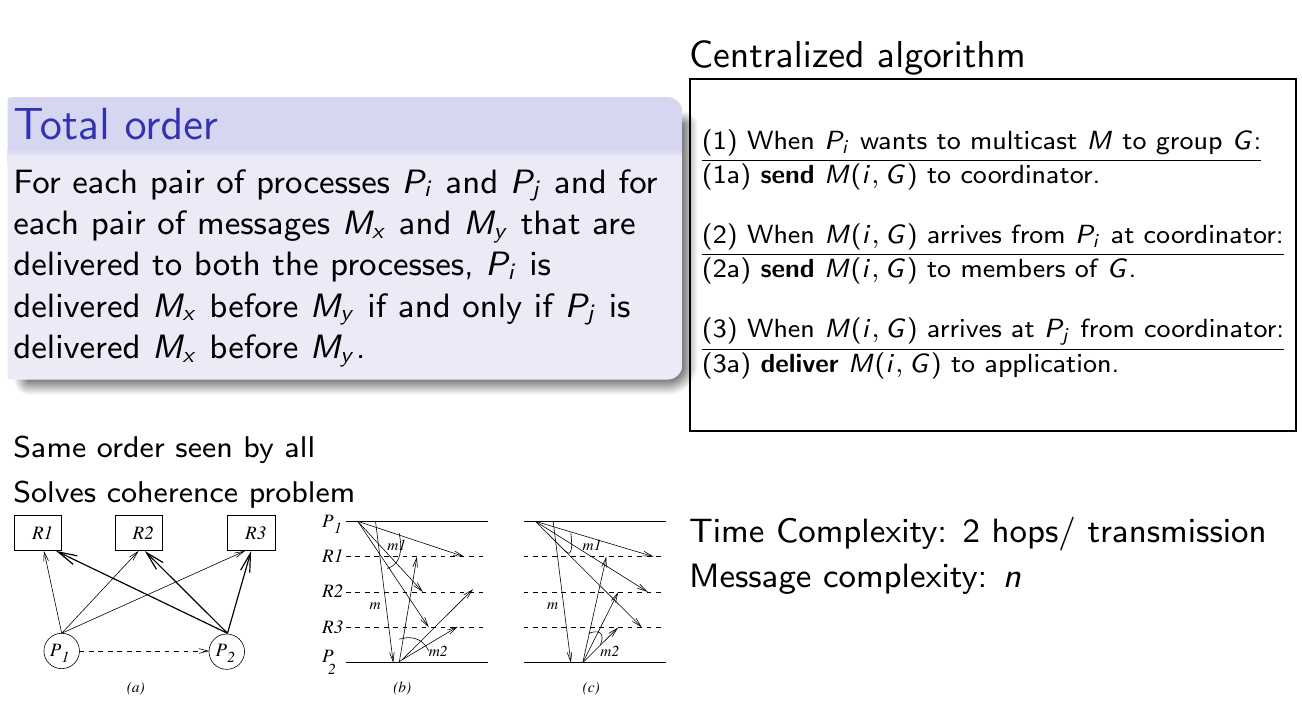 Total order
For each pair of processes P_i and P_j and for
each pair of messages M_x and M_y that are
delivered to both the processes, P_i is
delivered M_x before M_y if and only if P_j is
delivered M_x before M_y.
Same order seen by all
Solves coherence problem
R1 R2 R3
P_1 P_2
(a)
P_1
R1
R2
R3
P_2
m1
m
m2
(b)
m1
m
m2
(c)
Centralized algorithm
(1) When P_i wants to multicast M to group G:
(1a) send M(i, G) to coordinator.
(2) When M(i, G) arrives from P_i at coordinator:
(2a) send M(i, G) to members of G.
(3) When M(i, G) arrives at P_j from coordinator:
(3a) deliver M(i, G) to application.
Time Complexity: 2 hops/ transmission
Message complexity: n